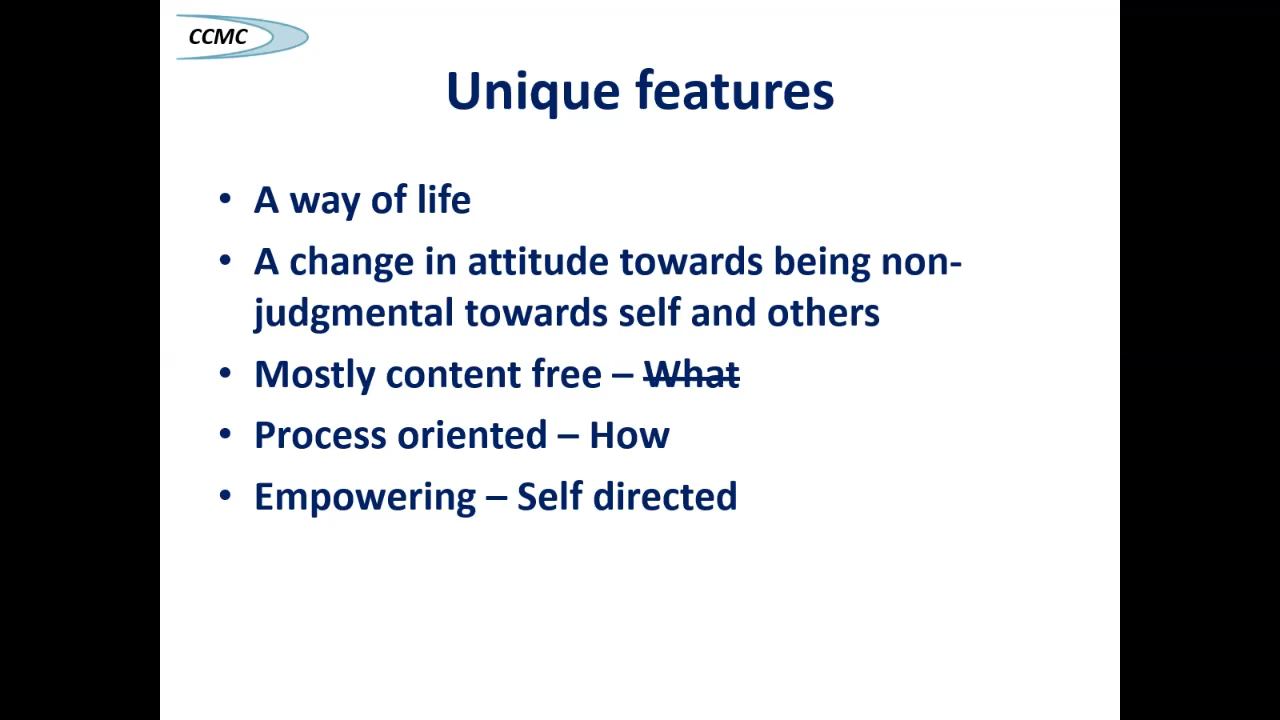 CCMC
Unique features
• A way of life
• A change in attitude towards being non-
judgmental towards self and others
• Mostly content free – What
• Process oriented – How
• Empowering – Self directed